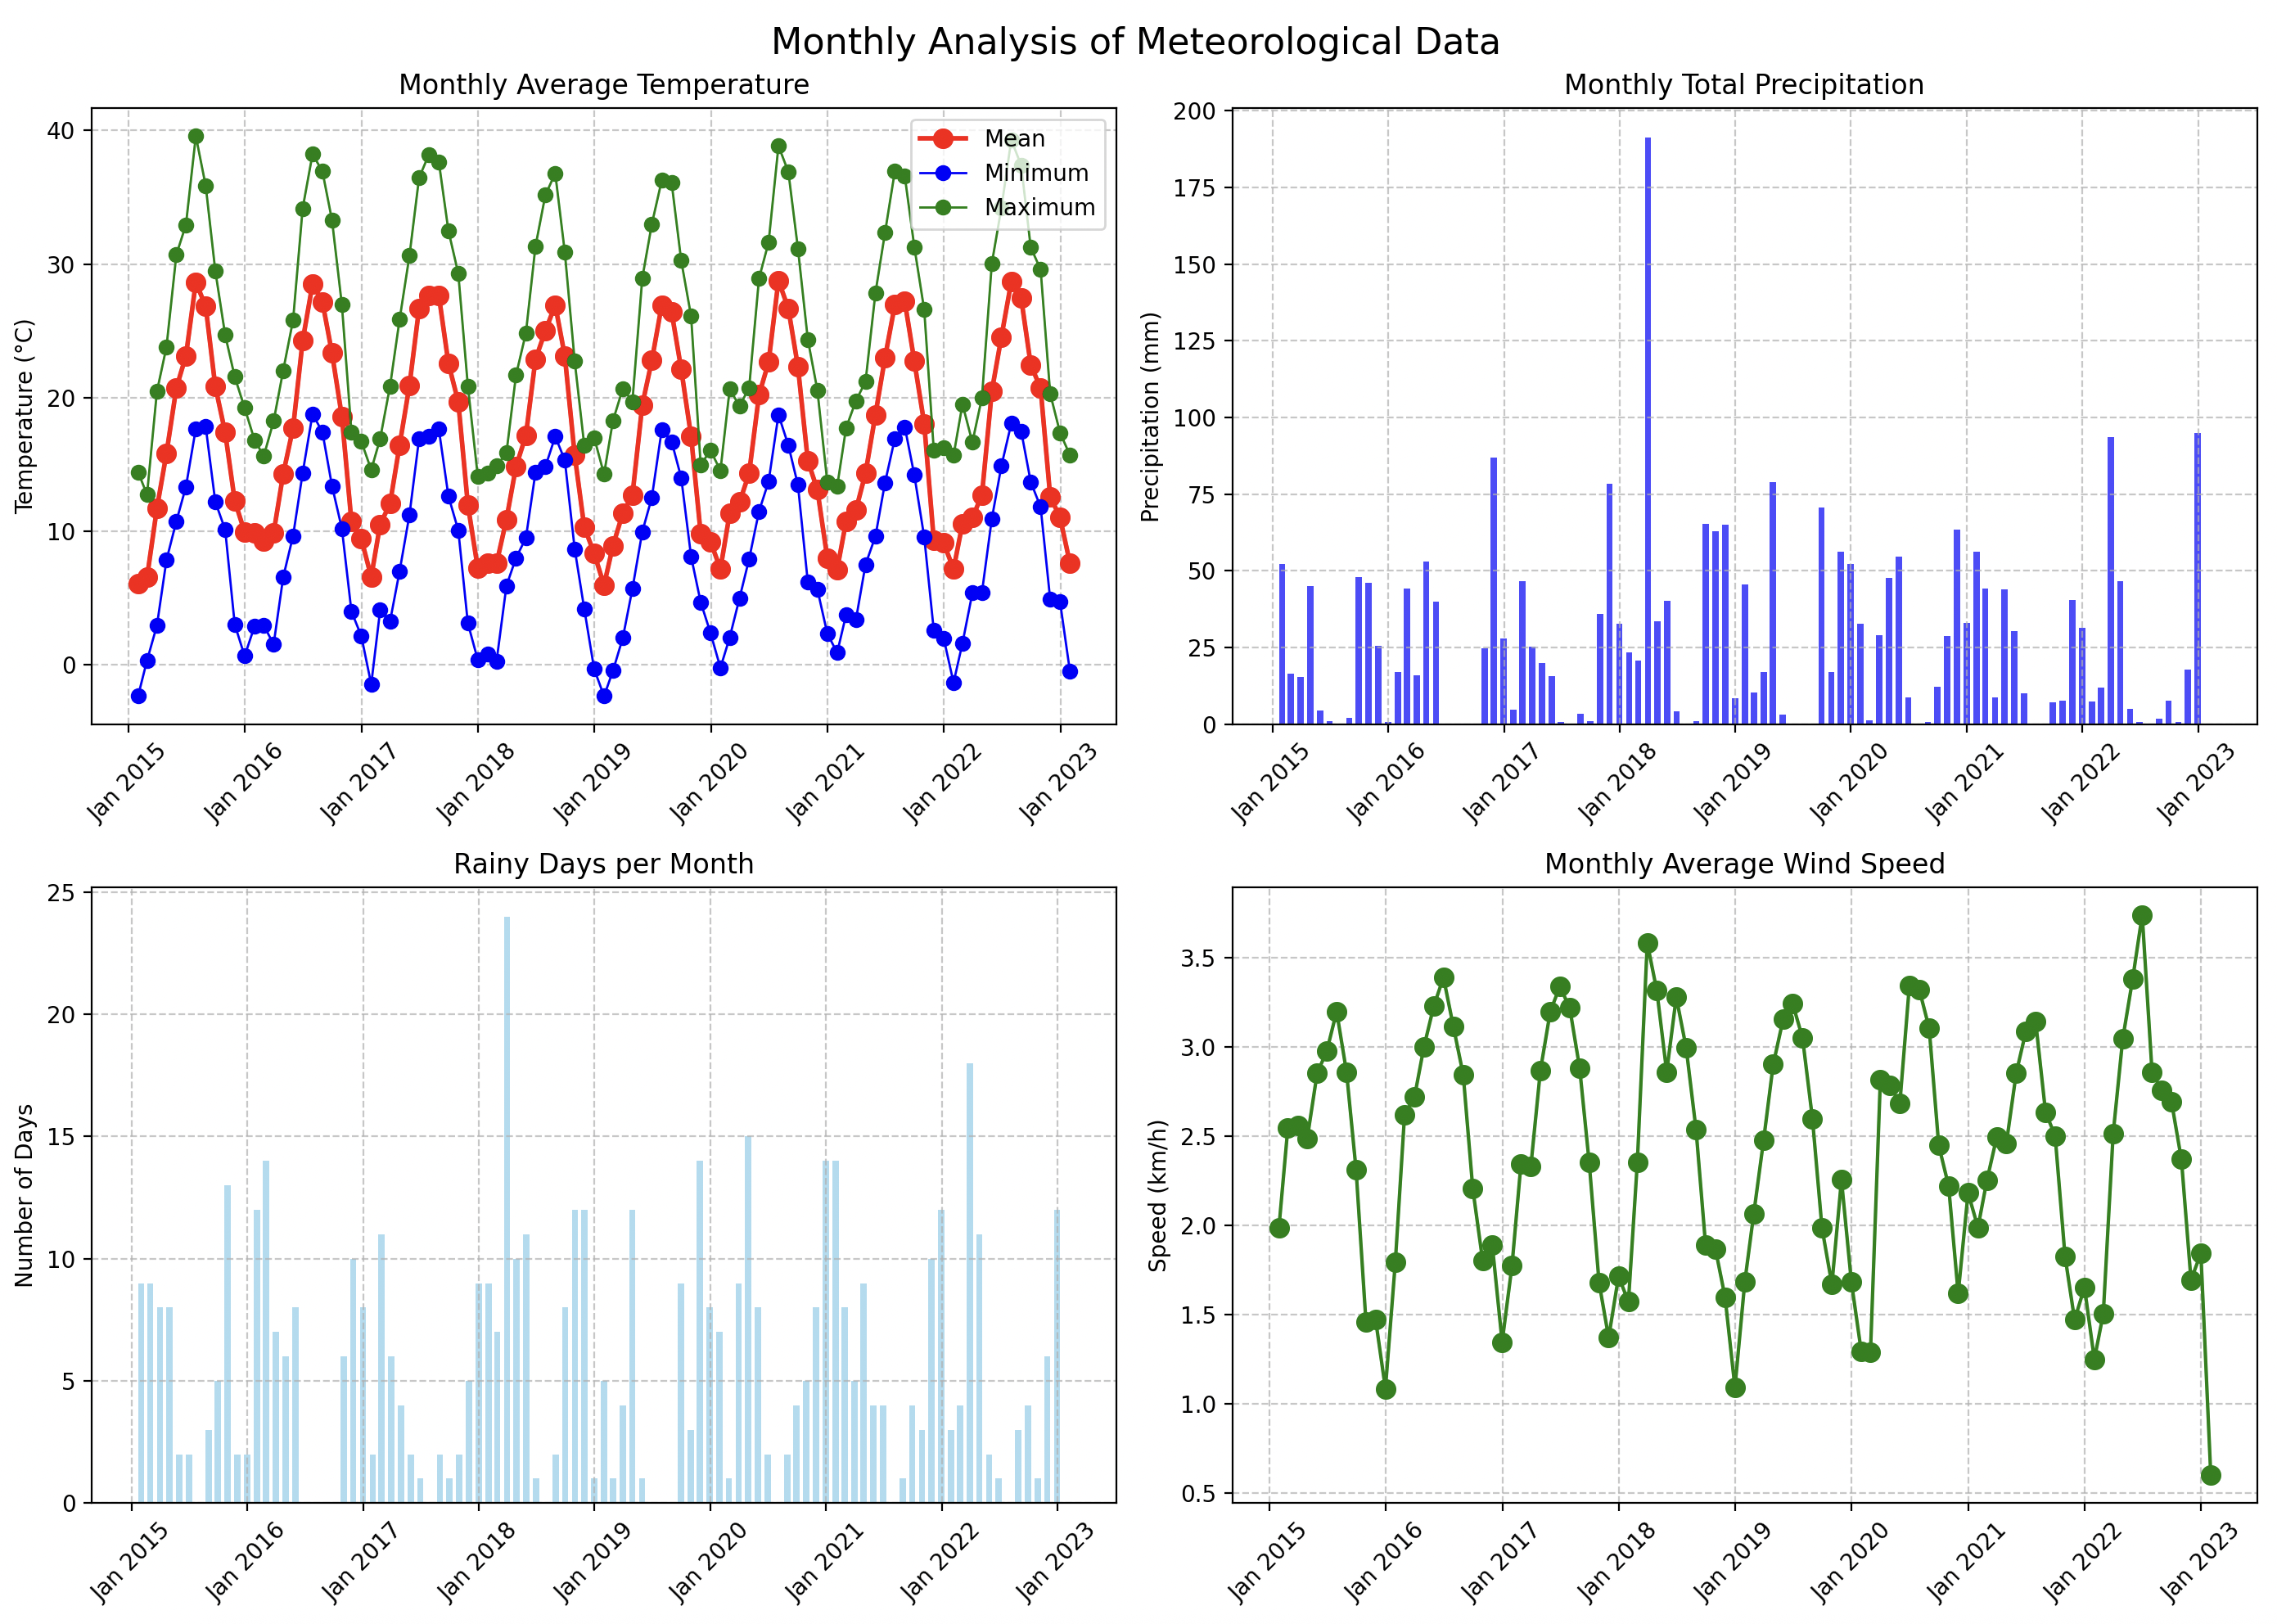 Monthly Analysis of Meteorological Data
Monthly Average Temperature
Temperature (°C)
40
30
20
10
0
Mean
Minimum
Maximum
Jan 2015
Jan 2016
Jan 2017
Jan 2018
Jan 2019
Jan 2020
Jan 2021
Jan 2022
Jan 2023
Monthly Total Precipitation
Precipitation (mm)
200
175
150
125
100
75
50
25
0
Jan 2015
Jan 2016
Jan 2017
Jan 2018
Jan 2019
Jan 2020
Jan 2021
Jan 2022
Jan 2023
Rainy Days per Month
Number of Days
25
20
15
10
5
0
Jan 2015
Jan 2016
Jan 2017
Jan 2018
Jan 2019
Jan 2020
Jan 2021
Jan 2022
Jan 2023
Monthly Average Wind Speed
Speed (km/h)
3.5
3.0
2.5
2.0
1.5
1.0
0.5
Jan 2015
Jan 2016
Jan 2017
Jan 2018
Jan 2019
Jan 2020
Jan 2021
Jan 2022
Jan 2023